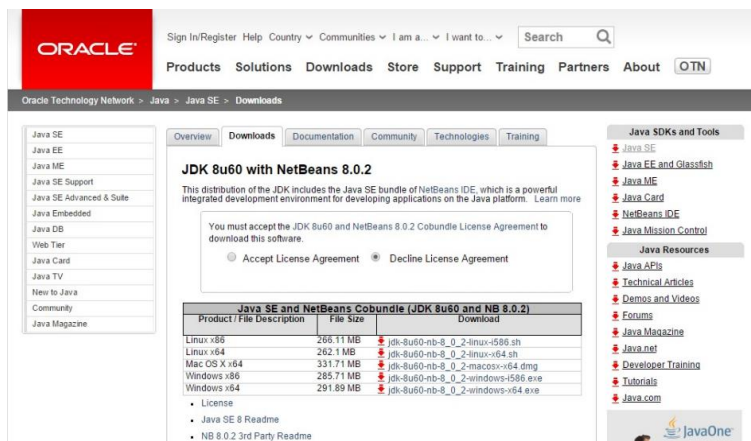 ORACLE
Sign In/Register Help Country Communities I am a... I want to... Search
Products Solutions Downloads Store Support Training Partners About OTN
Oracle Technology Network > Java > Java SE > Downloads
Java SE
Java EE
Java ME
Java SE Support
Java SE Advanced & Suite
Java Embedded
Java DB
Web Tier
Java Card
Java TV
New to Java
Community
Java Magazine
Overview Downloads Documentation Community Technologies Training
JDK 8u60 with NetBeans 8.0.2
This distribution of the JDK includes the Java SE bundle of NetBeans IDE, which is a powerful
integrated development environment for developing applications on the Java platform. Learn more
You must accept the JDK 8u60 and NetBeans 8.0.2 Cobundle License Agreement to
download this software.
Accept License Agreement Decline License Agreement
Java SE and NetBeans Cobundle (JDK 8u60 and NB 8.0.2)
Product / File Description File Size Download
Linux x86 266.11 MB jdk-8u60-nb-8_0_2-linux-i586.sh
Linux x64 262.1 MB jdk-8u60-nb-8_0_2-linux-x64.sh
Mac OS X x64 331.71 MB jdk-8u60-nb-8_0_2-macosx-x64.dmg
Windows x86 285.71 MB jdk-8u60-nb-8_0_2-windows-i586.exe
Windows x64 291.89 MB jdk-8u60-nb-8_0_2-windows-x64.exe
License
Java SE 8 Readme
NB 8.0.2 3rd Party Readme
Java SDKs and Tools
Java SE
Java EE and Glassfish
Java ME
Java Card
NetBeans IDE
Java Mission Control
Java Resources
Java APIs
Technical Articles
Demos and Videos
Forums
Java Magazine
Java.net
Developer Training
Tutorials
Java.com
JavaOne